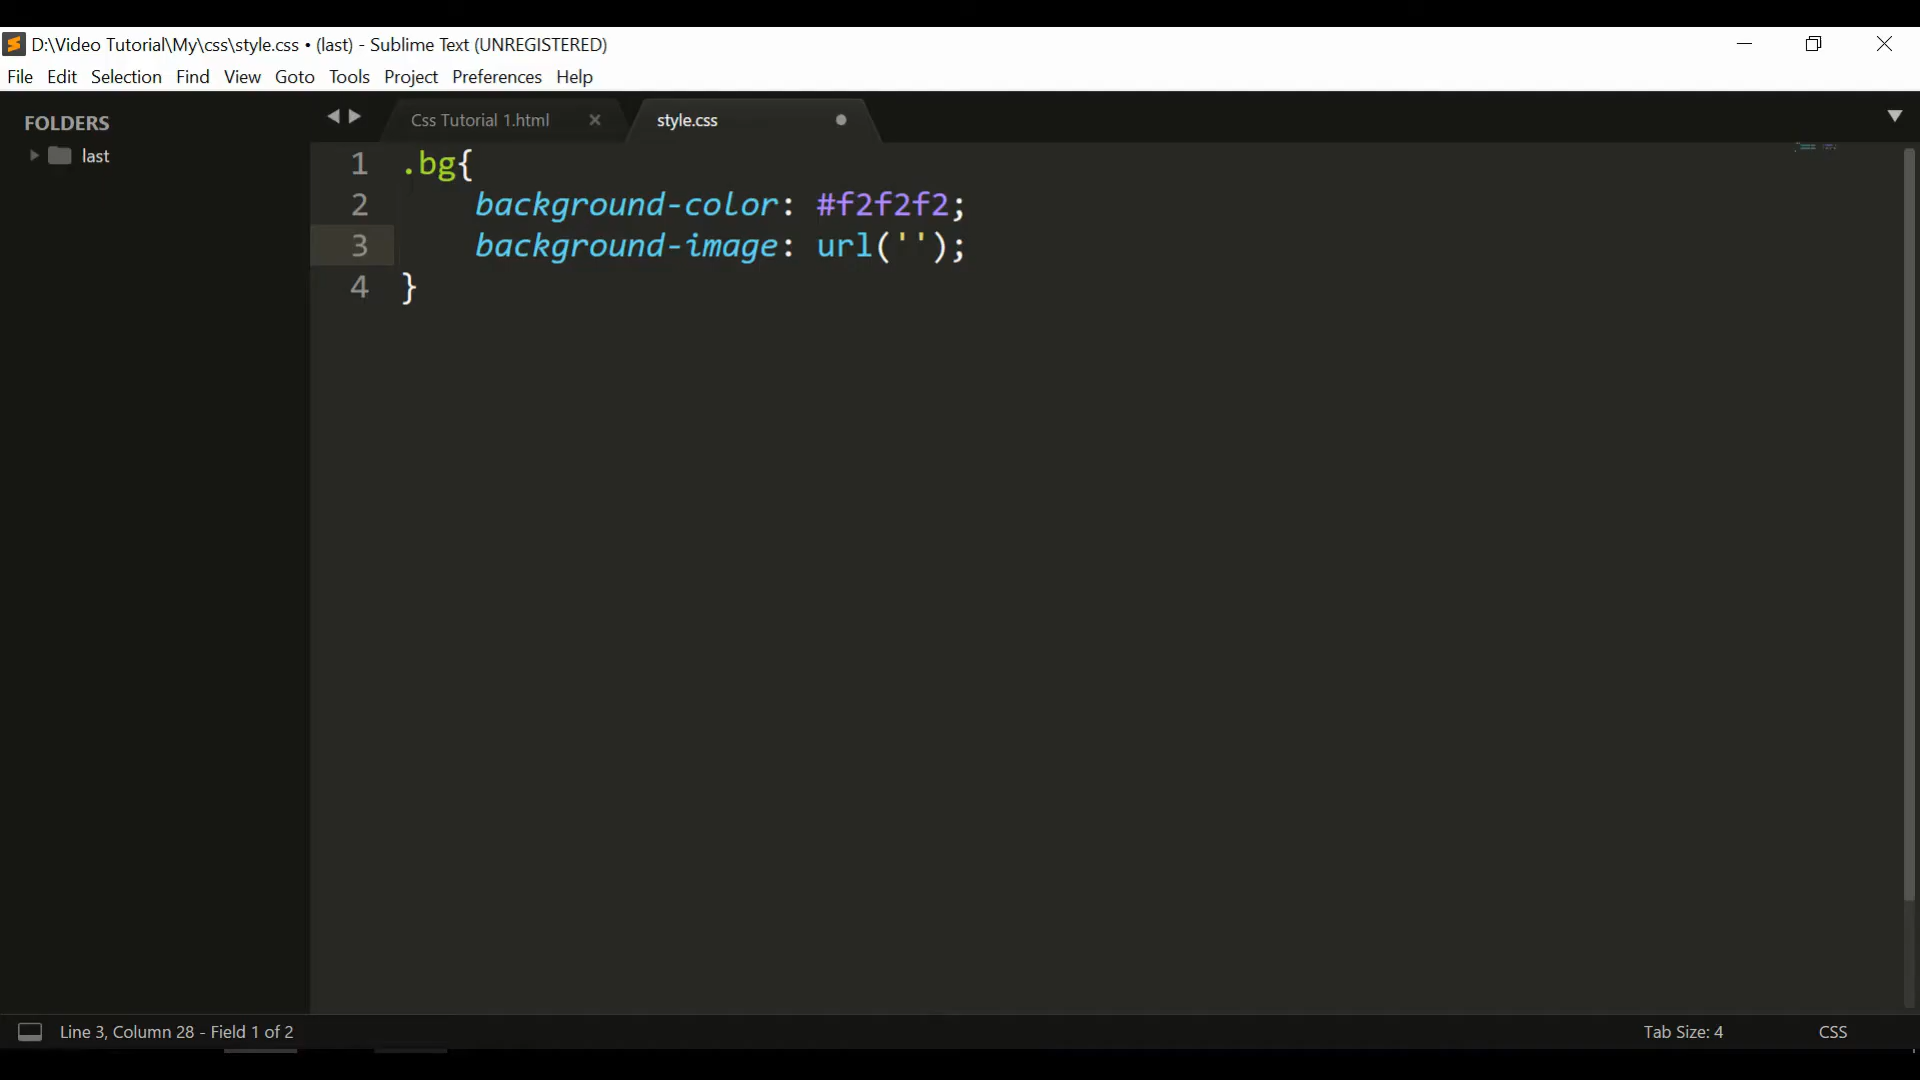 D:\Video Tutorial\My\css\style.css • (last) - Sublime Text (UNREGISTERED)
File Edit Selection Find View Goto Tools Project Preferences Help
FOLDERS
last
Css Tutorial 1.html × style.css
1 .bg{
2     background-color: #f2f2f2;
3     background-image: url('');
4 }
Line 3, Column 28 - Field 1 of 2 Tab Size: 4 CSS